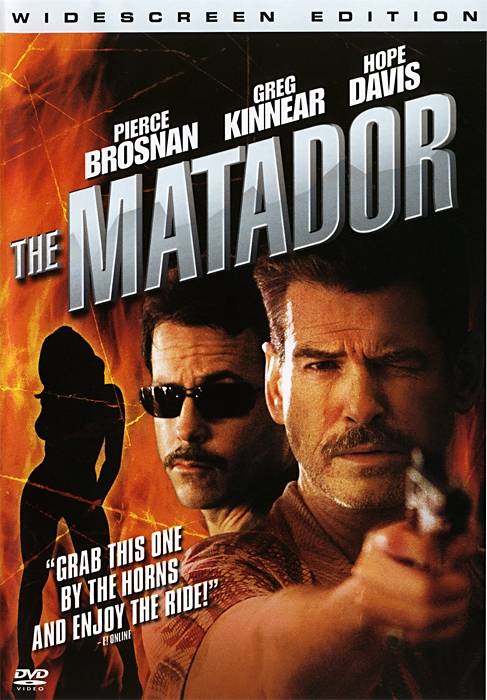 WIDESCREEN EDITION
PIERCE BROSNAN
GREG KINNEAR
HOPE DAVIS
THE MATADOR
"GRAB THIS ONE
BY THE HORNS
AND ENJOY THE RIDE!"
-E! ONLINE
DVD
VIDEO